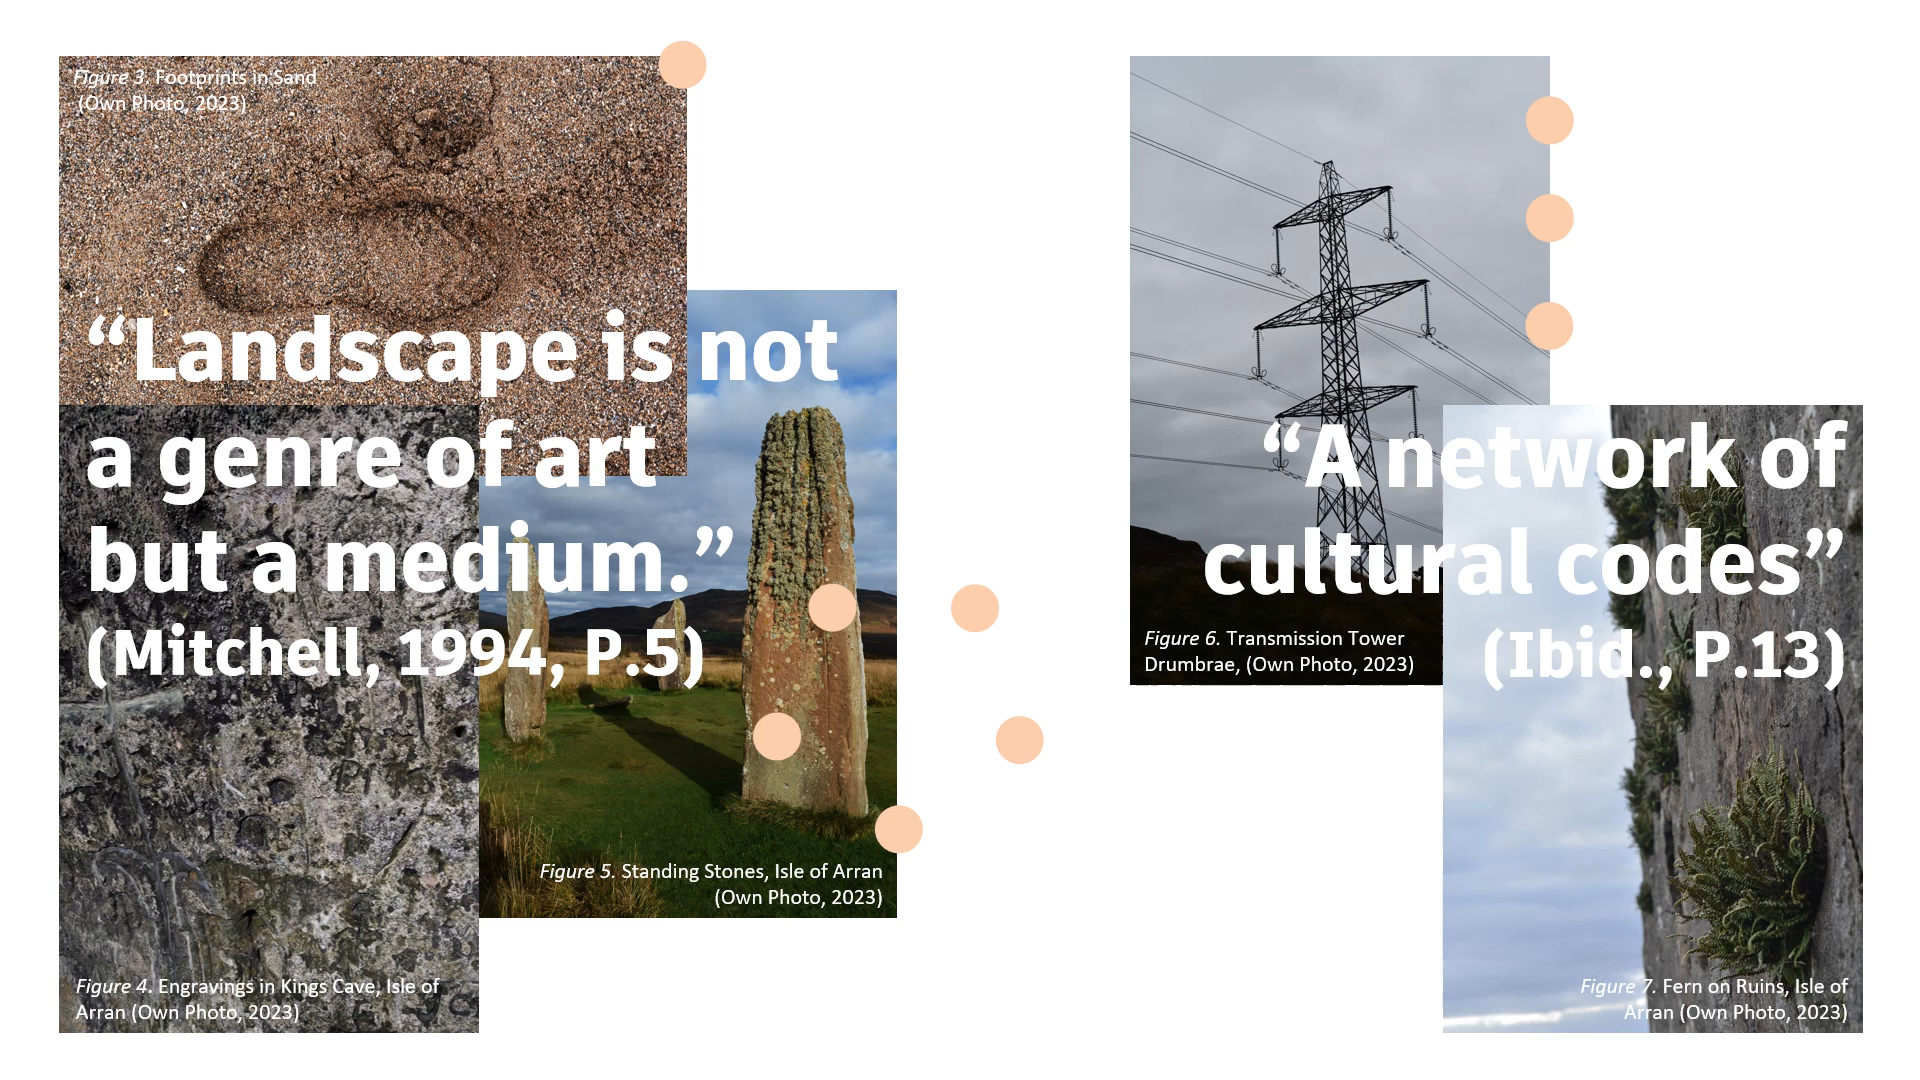 Figure 3. Footprints in Sand
(Own Photo, 2023)
“Landscape is not
a genre of art
but a medium.”
(Mitchell, 1994, P.5)
Figure 5. Standing Stones, Isle of Arran
(Own Photo, 2023)
Figure 4. Engravings in Kings Cave, Isle of
Arran (Own Photo, 2023)
“A network of
cultural codes”
(Ibid., P.13)
Figure 6. Transmission Tower
Drumbrae, (Own Photo, 2023)
Figure 7. Fern on Ruins, Isle of
Arran (Own Photo, 2023)